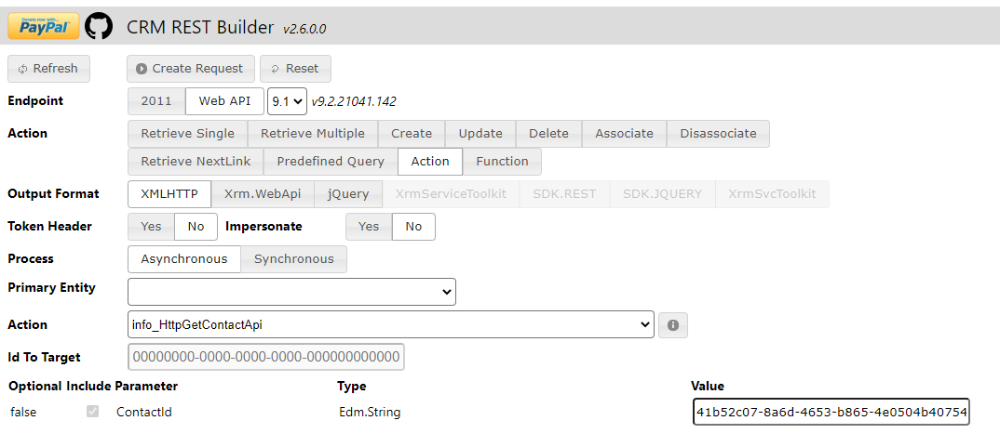 Donate now with...
PayPal CRM REST Builder v2.6.0.0
Refresh Create Request Reset
Endpoint 2011 Web API 9.1 v9.2.21041.142
Action Retrieve Single Retrieve Multiple Create Update Delete Associate Disassociate
Retrieve NextLink Predefined Query Action Function
Output Format XMLHTTP Xrm.WebApi jQuery XrmServiceToolkit SDK.REST SDK.JQUERY XrmSvcToolkit
Token Header Yes No Impersonate Yes No
Process Asynchronous Synchronous
Primary Entity
Action info_HttpGetContactApi
Id To Target 00000000-0000-0000-0000-000000000000
Optional Include Parameter Type Value
false ContactId Edm.String 41b52c07-8a6d-4653-b865-4e0504b40754